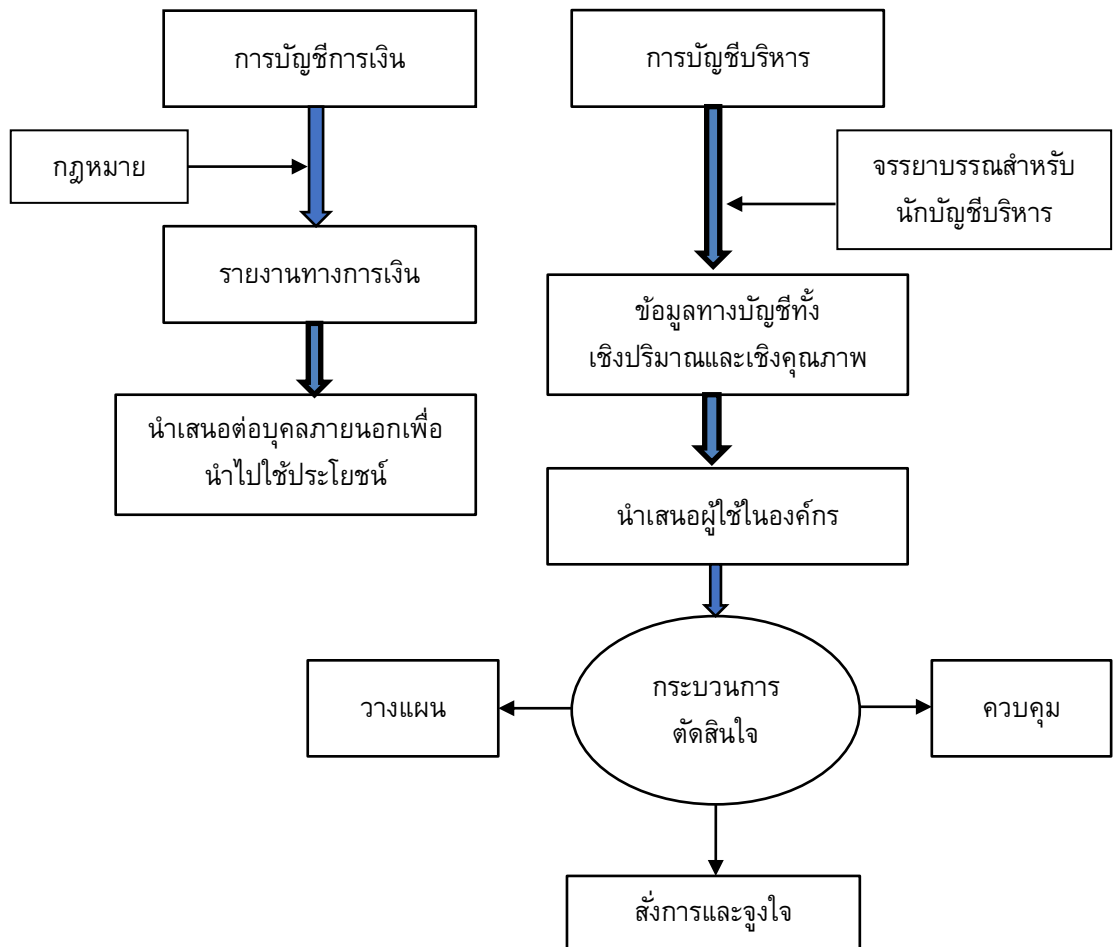 การบัญชีการเงิน
การบัญชีบริหาร
กฎหมาย
จรรยาบรรณสำหรับ
นักบัญชีบริหาร
รายงานทางการเงิน
ข้อมูลทางบัญชีทั้ง
เชิงปริมาณและเชิงคุณภาพ
นำเสนอต่อบุคลภายนอกเพื่อ
นำไปใช้ประโยชน์
นำเสนอผู้ใช้ในองค์กร
กระบวนการ
ตัดสินใจ
วางแผน
ควบคุม
สั่งการและจูงใจ